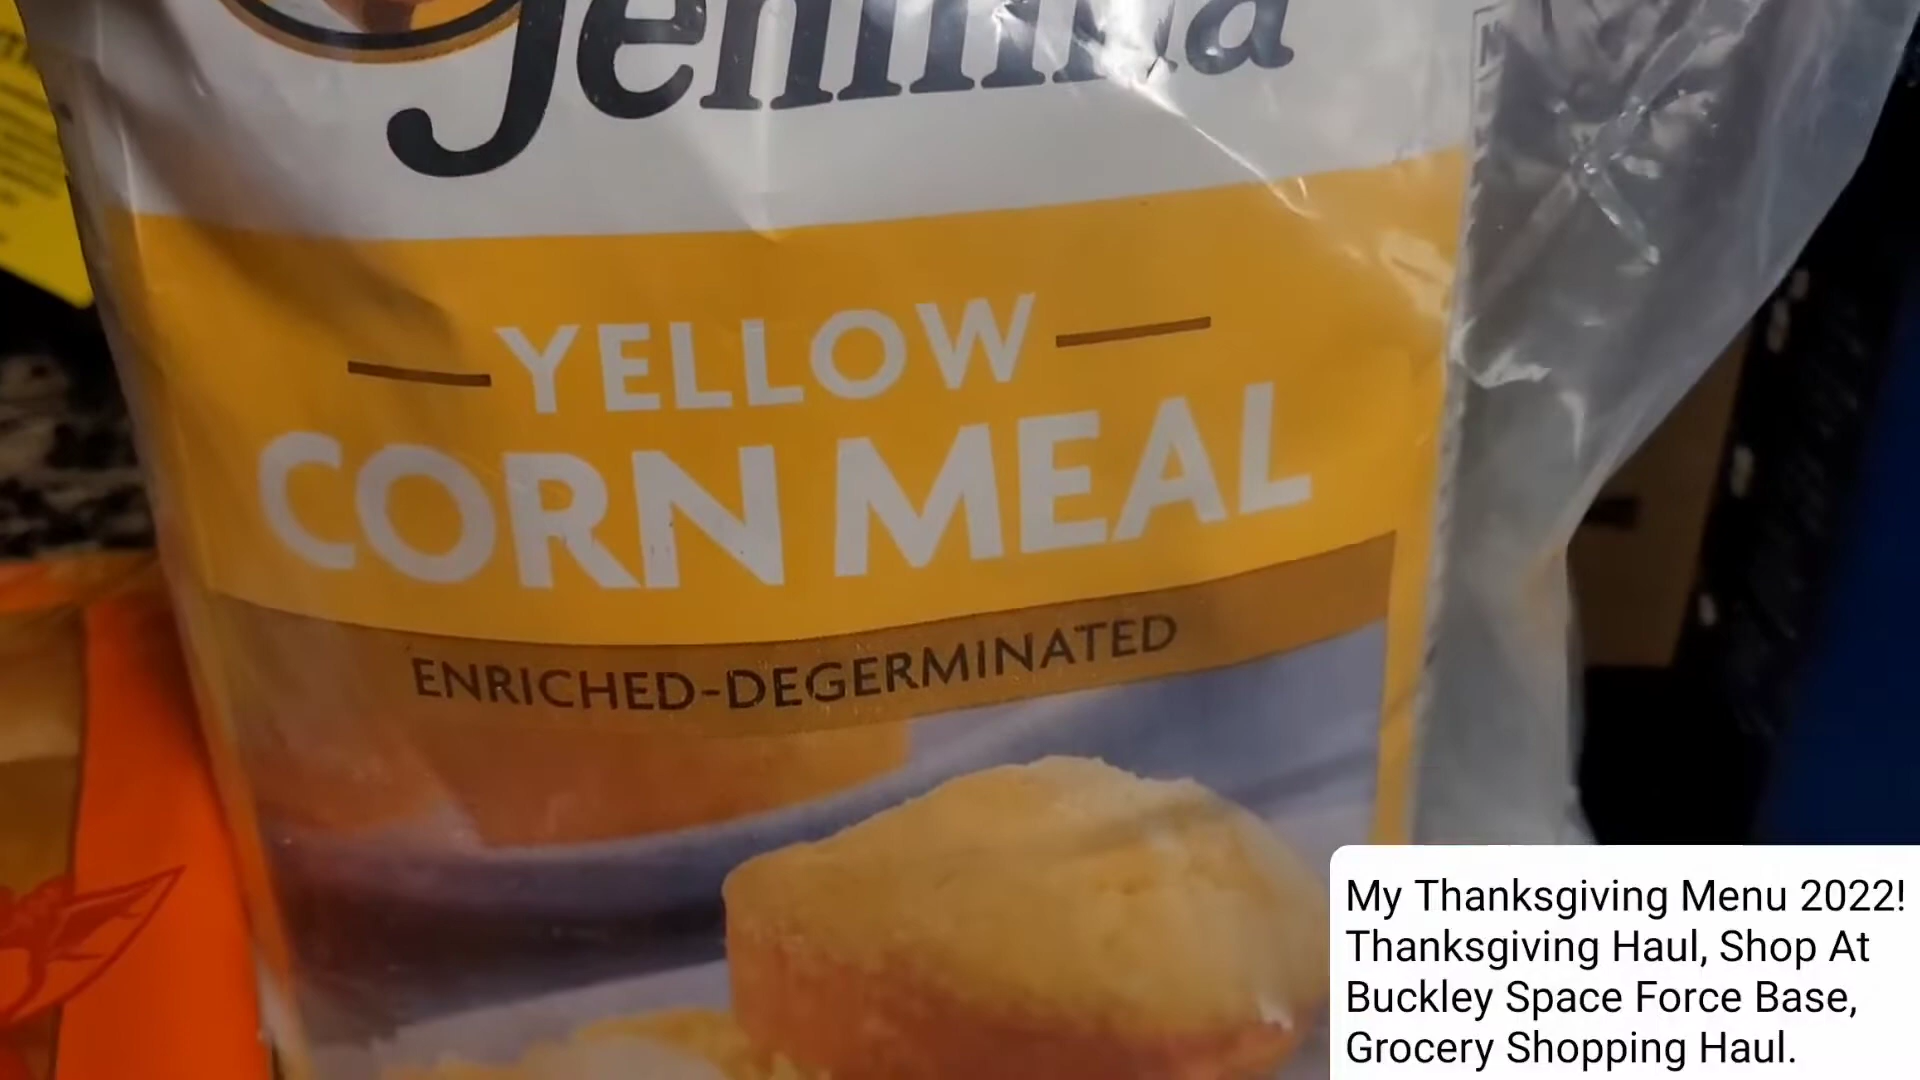 Jemima
YELLOW
CORN MEAL
ENRICHED-DEGERMINATED
My Thanksgiving Menu 2022!
Thanksgiving Haul, Shop At
Buckley Space Force Base,
Grocery Shopping Haul.